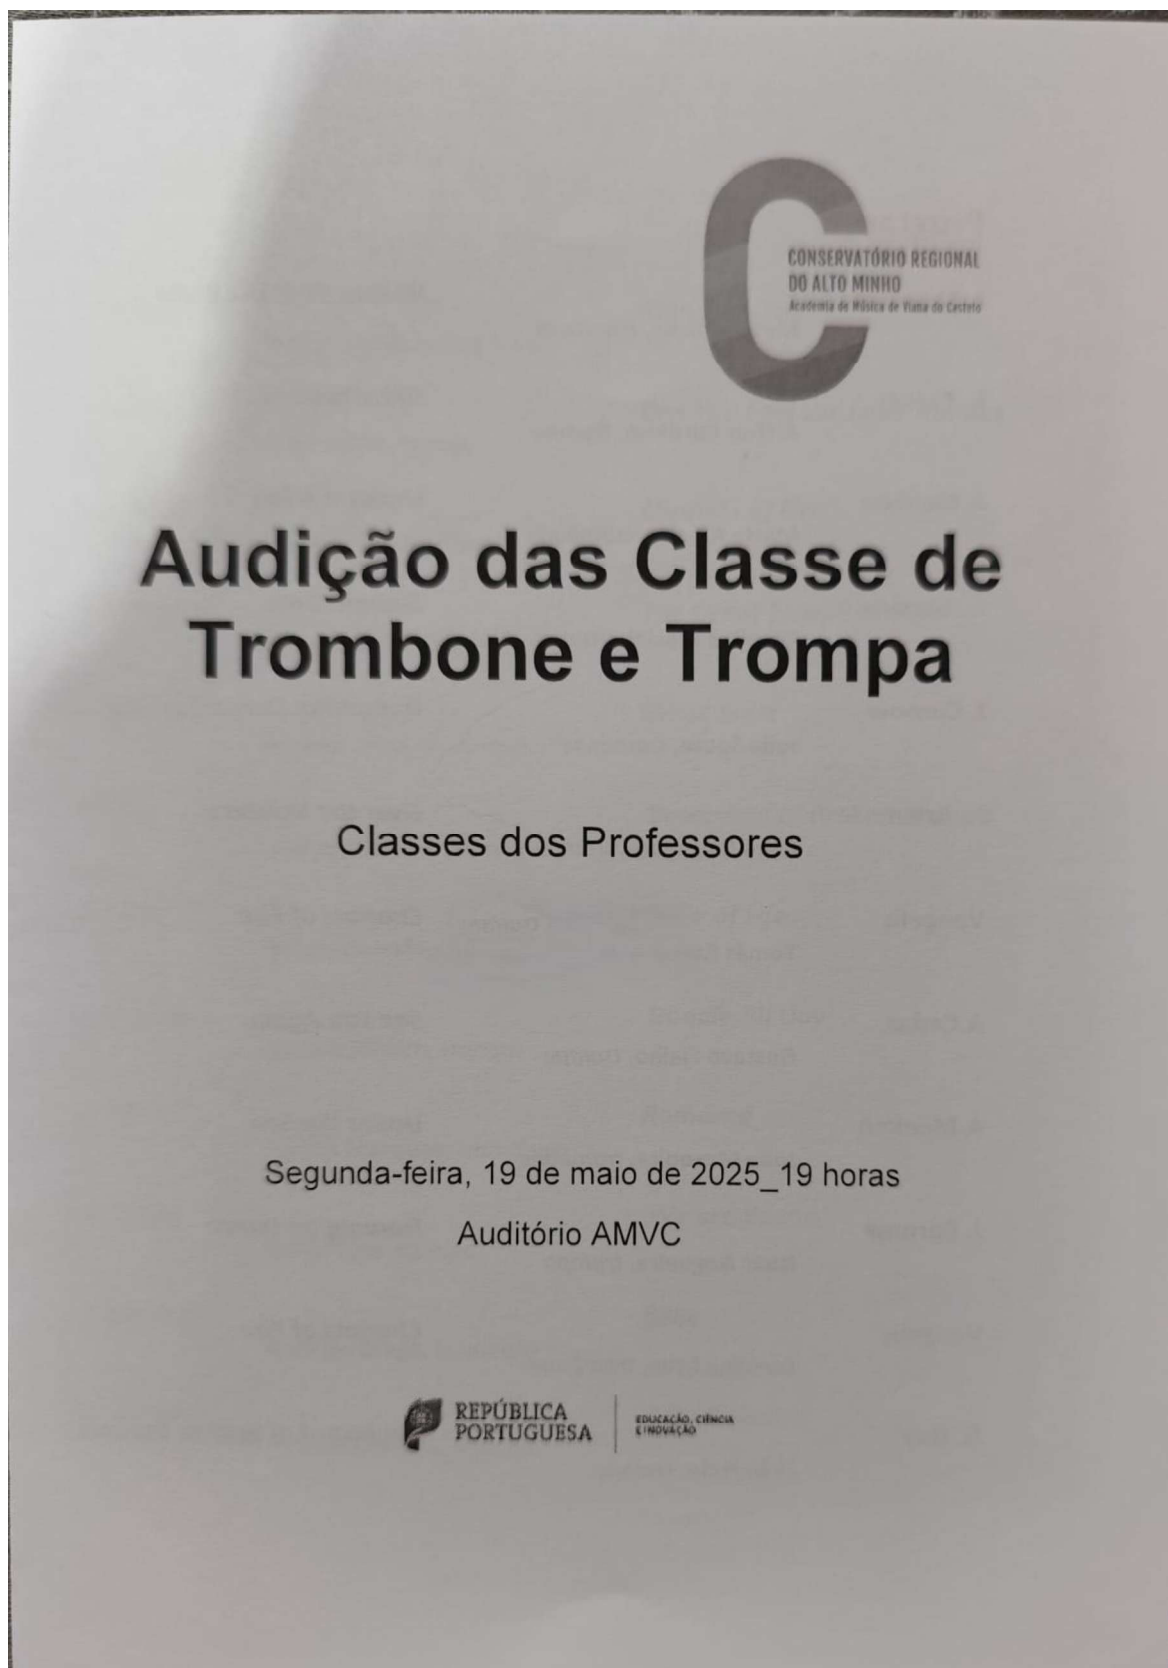 CONSERVATÓRIO REGIONAL
DO ALTO MINHO
Academia de Música de Viana do Castelo
Audição das Classe de
Trombone e Trompa
Classes dos Professores
Segunda-feira, 19 de maio de 2025_19 horas
Auditório AMVC
REPÚBLICA
PORTUGUESA
EDUCAÇÃO, CIÊNCIA
E INOVAÇÃO